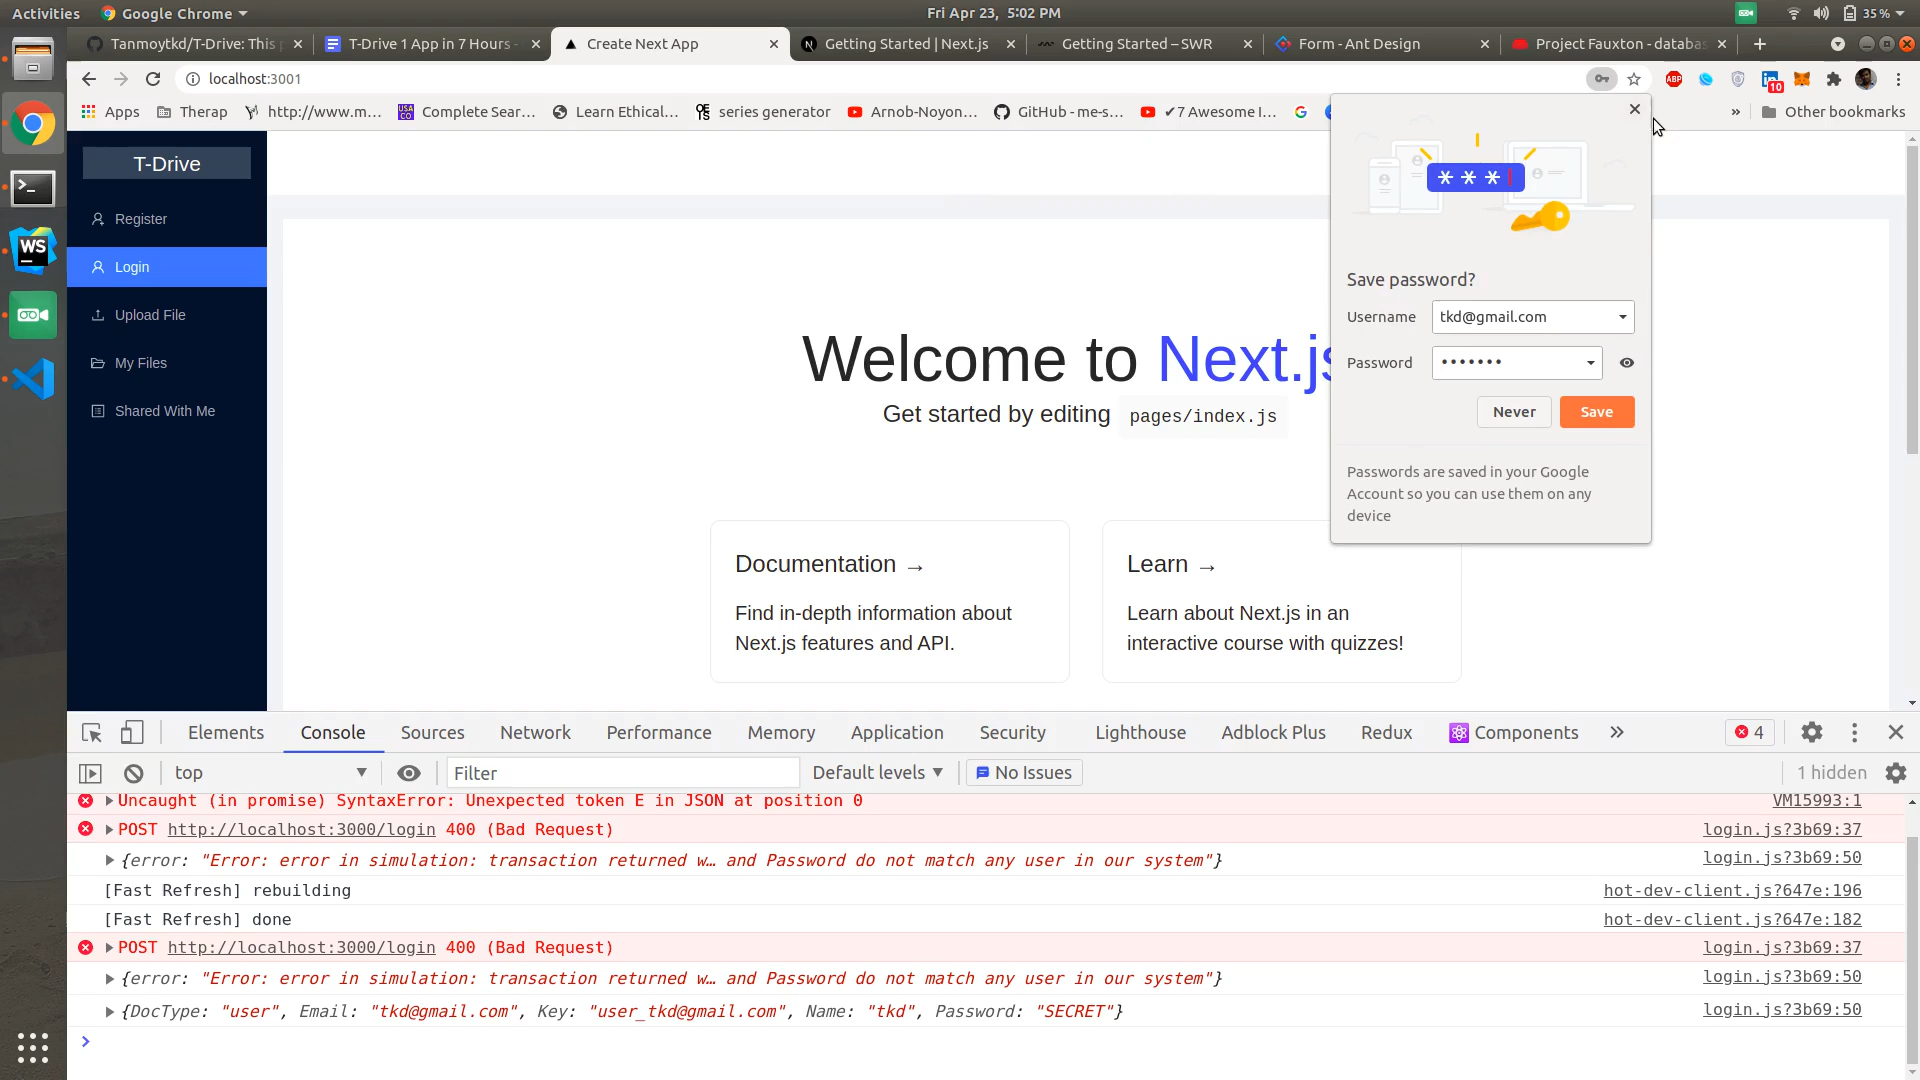 Activities
Google Chrome
Fri Apr 23, 5:02 PM
35 %
Tanmoytkd/T-Drive: This p
T-Drive 1 App in 7 Hours -
Create Next App
Getting Started | Next.js
Getting Started – SWR
Form - Ant Design
Project Fauxton - databas
localhost:3001
ABP
10
Apps
Therap
http://www.m...
USA CO
Complete Sear...
Learn Ethical...
series generator
Arnob-Noyon...
GitHub - me-s...
✔7 Awesome I...
»
Other bookmarks
T-Drive
Register
Login
Upload File
My Files
Shared With Me
WS
Welcome to Next.js
Get started by editing pages/index.js
Documentation →
Find in-depth information about
Next.js features and API.
Learn →
Learn about Next.js in an
interactive course with quizzes!
***
Save password?
Username tkd@gmail.com
Password •••••••
Never
Save
Passwords are saved in your Google
Account so you can use them on any
device
Elements
Console
Sources
Network
Performance
Memory
Application
Security
Lighthouse
Adblock Plus
Redux
Components
»
4
top
Filter
Default levels
No Issues
1 hidden
Uncaught (in promise) SyntaxError: Unexpected token E in JSON at position 0 VM15993:1
POST http://localhost:3000/login 400 (Bad Request) login.js?3b69:37
{error: "Error: error in simulation: transaction returned w… and Password do not match any user in our system"} login.js?3b69:50
[Fast Refresh] rebuilding hot-dev-client.js?647e:196
[Fast Refresh] done hot-dev-client.js?647e:182
POST http://localhost:3000/login 400 (Bad Request) login.js?3b69:37
{error: "Error: error in simulation: transaction returned w… and Password do not match any user in our system"} login.js?3b69:50
{DocType: "user", Email: "tkd@gmail.com", Key: "user_tkd@gmail.com", Name: "tkd", Password: "SECRET"} login.js?3b69:50